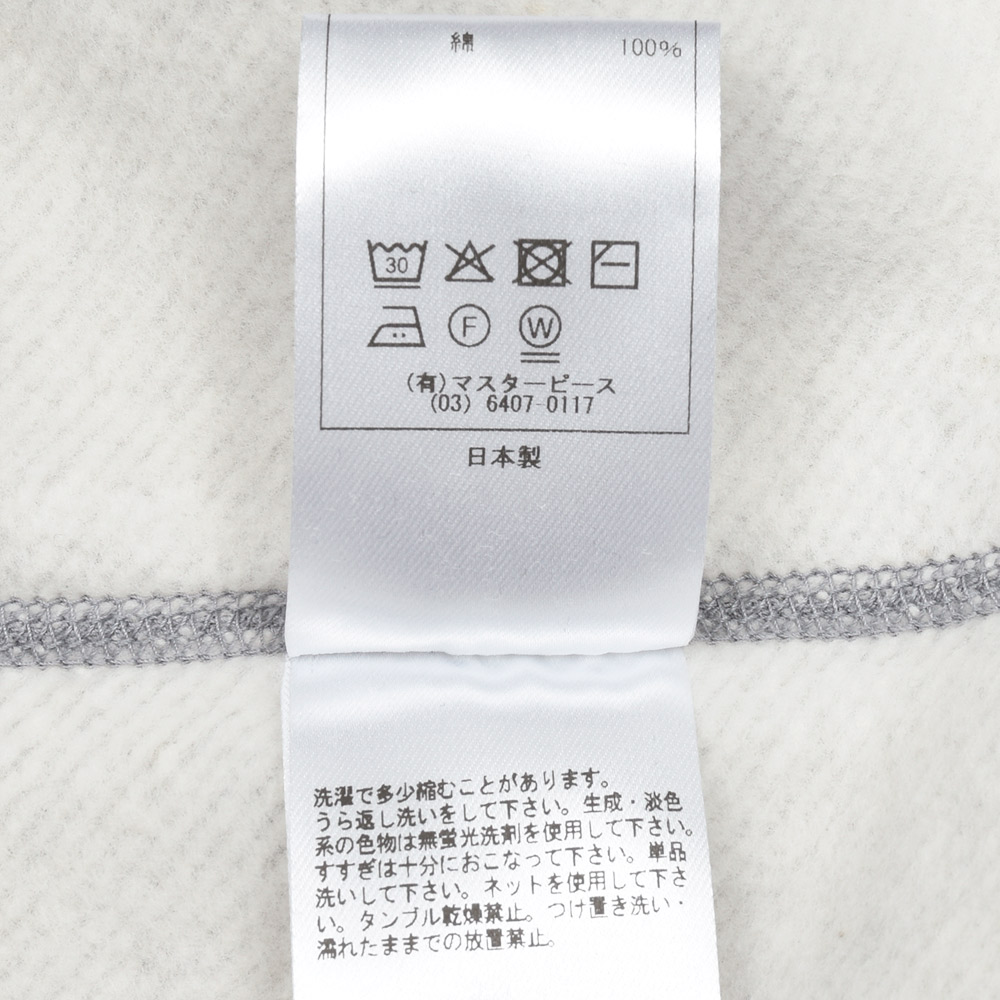 綿 100%
30
F W
(有)マスターピース
(03) 6407-0117
日本製
洗濯で多少縮むことがあります。
うら返し洗いをして下さい。生成・淡色
系の色物は無蛍光洗剤を使用して下さい。
すすぎは十分におこなって下さい。単品
洗いして下さい。ネットを使用して下さ
い。タンブル乾燥禁止。つけ置き洗い・
濡れたままでの放置禁止。